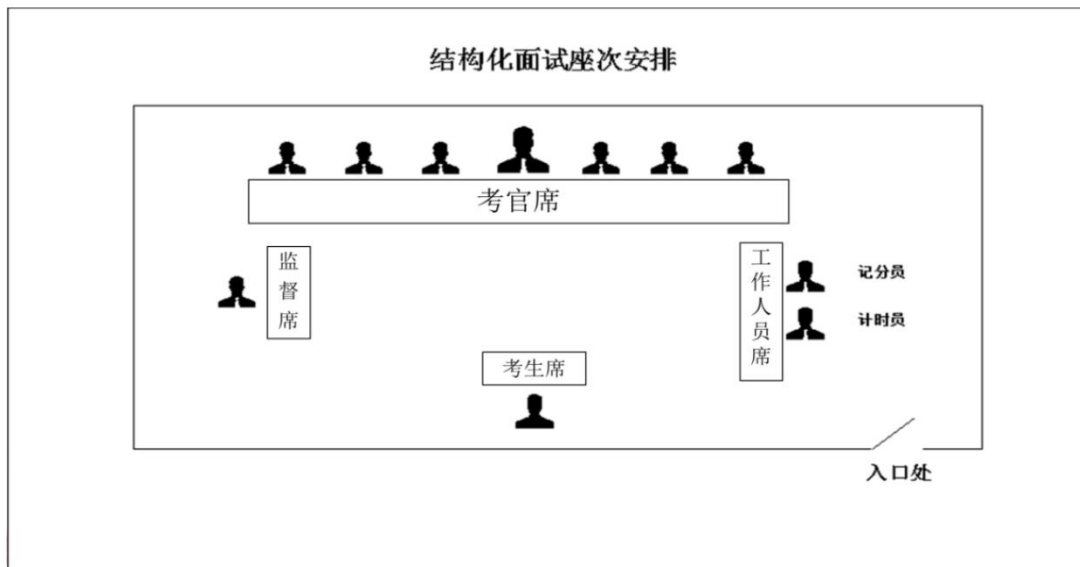 结构化面试座次安排
考官席
监督席
工作人员席
记分员
计时员
考生席
入口处